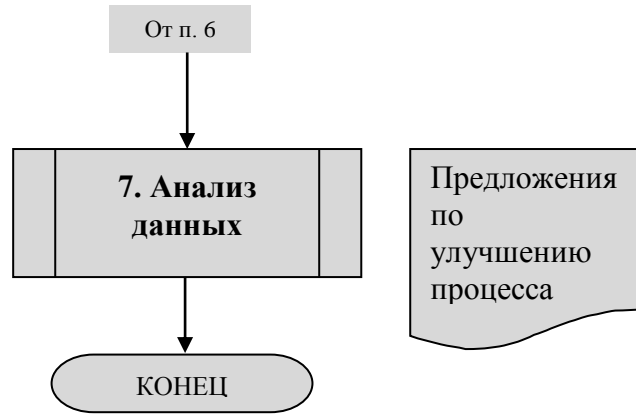 От п. 6
7. Анализ
данных
Предложения
по
улучшению
процесса
КОНЕЦ